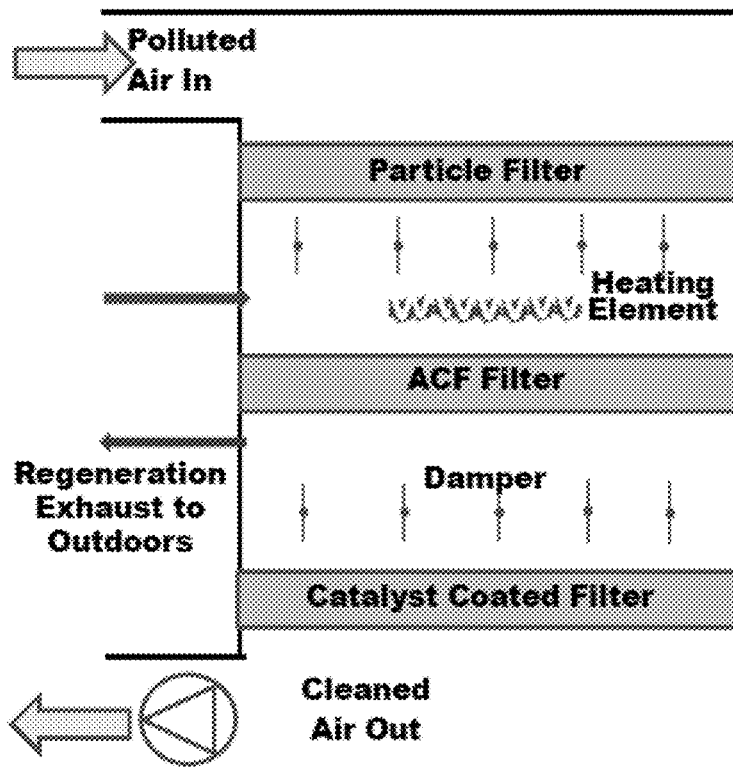 Polluted
Air In
Particle Filter
Heating
Element
ACF Filter
Regeneration
Exhaust to
Outdoors
Damper
Catalyst Coated Filter
Cleaned
Air Out